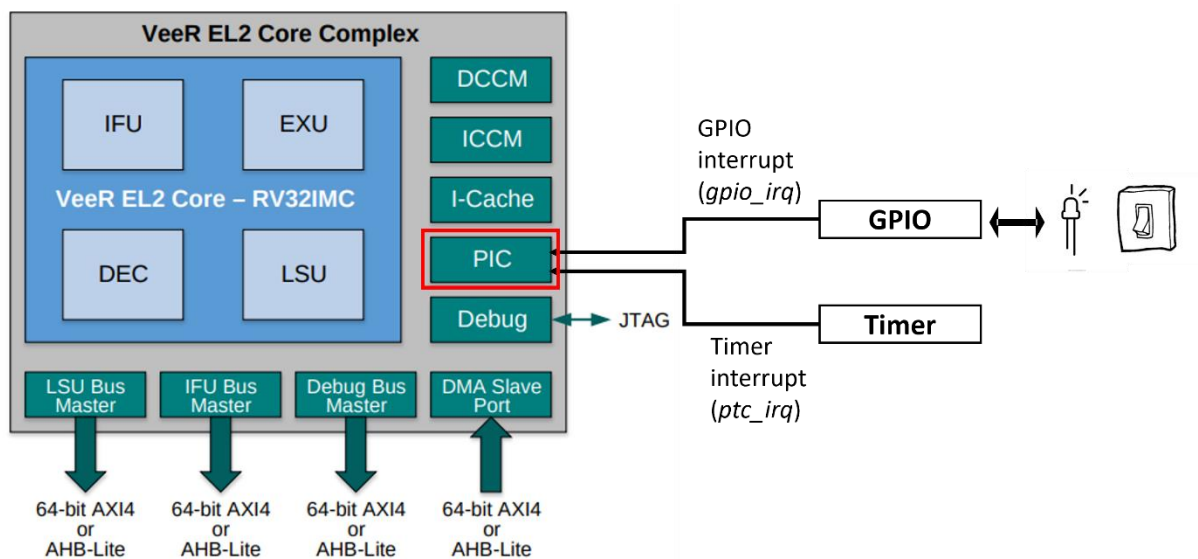 VeeR EL2 Core Complex
IFU
EXU
VeeR EL2 Core – RV32IMC
DEC
LSU
DCCM
ICCM
I-Cache
PIC
Debug
JTAG
LSU Bus
Master
IFU Bus
Master
Debug Bus
Master
DMA Slave
Port
64-bit AXI4
or
AHB-Lite
64-bit AXI4
or
AHB-Lite
64-bit AXI4
or
AHB-Lite
64-bit AXI4
or
AHB-Lite
GPIO
interrupt
(gpio_irq)
GPIO
Timer
Timer
interrupt
(ptc_irq)